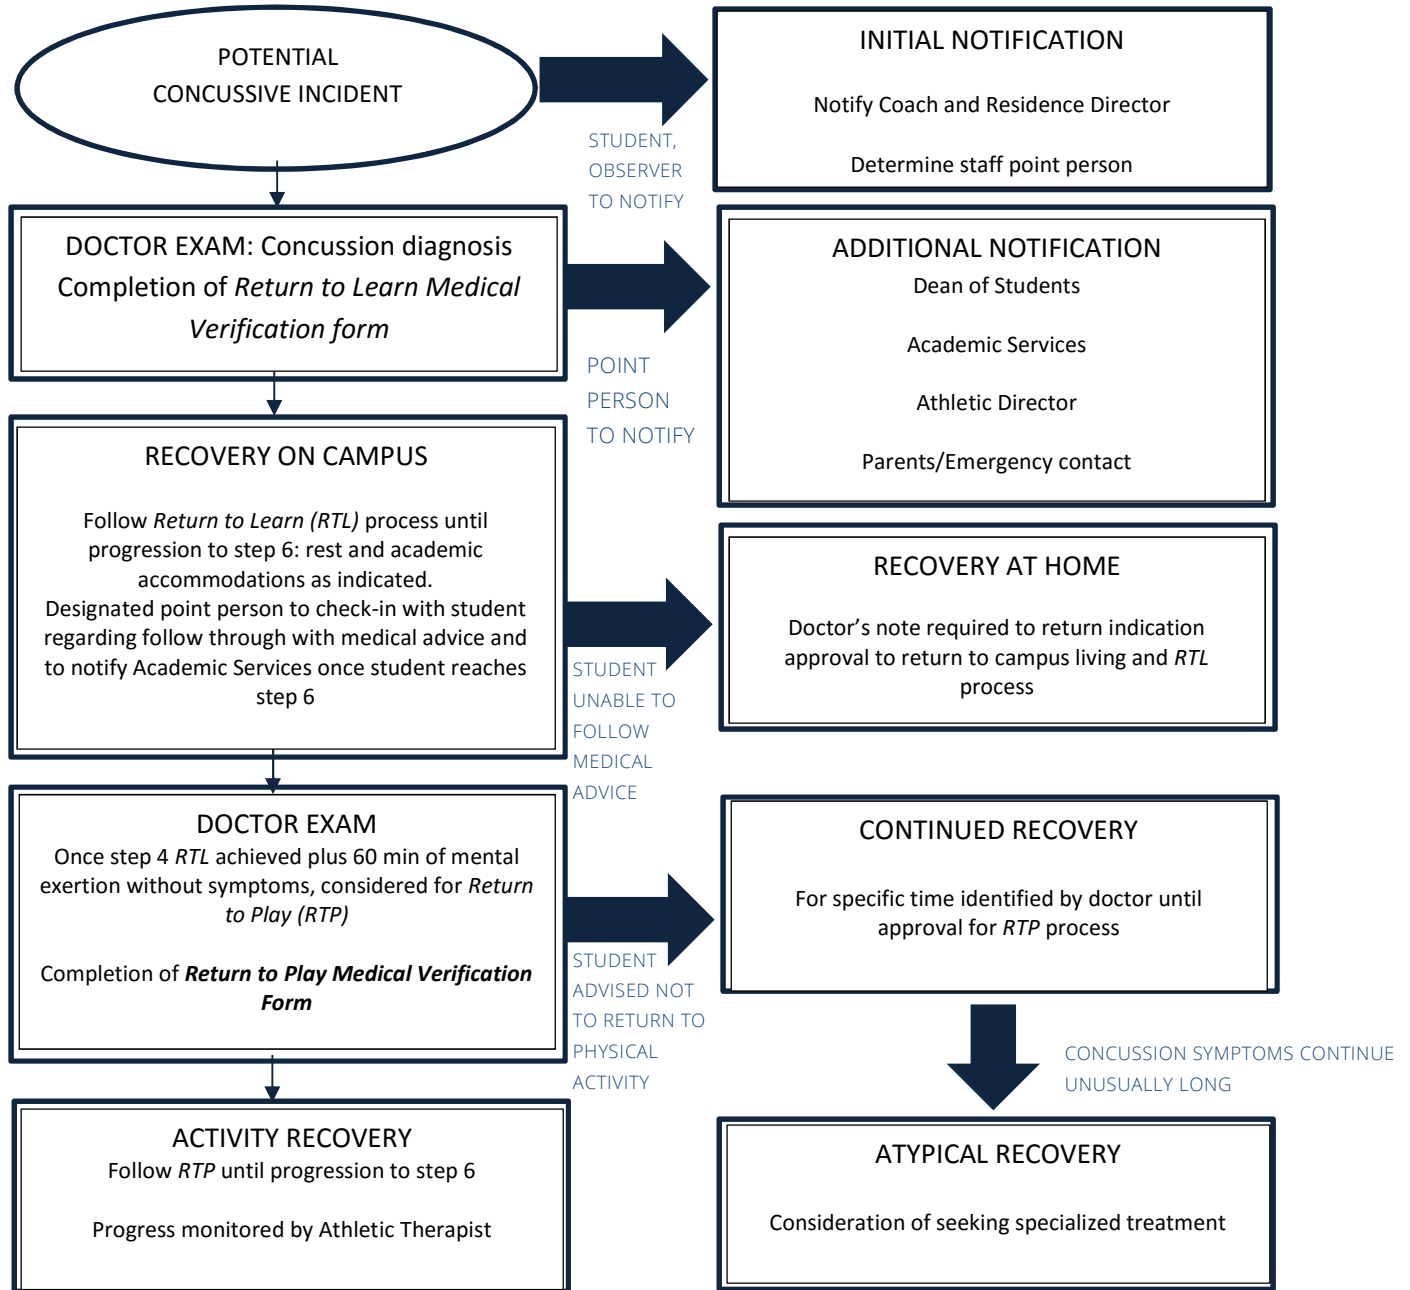 POTENTIAL
CONCUSSIVE INCIDENT
STUDENT,
OBSERVER
TO NOTIFY
INITIAL NOTIFICATION
Notify Coach and Residence Director
Determine staff point person
DOCTOR EXAM: Concussion diagnosis
Completion of Return to Learn Medical
Verification form
POINT
PERSON
TO NOTIFY
ADDITIONAL NOTIFICATION
Dean of Students
Academic Services
Athletic Director
Parents/Emergency contact
RECOVERY ON CAMPUS
Follow Return to Learn (RTL) process until
progression to step 6: rest and academic
accommodations as indicated.
Designated point person to check-in with student
regarding follow through with medical advice and
to notify Academic Services once student reaches
step 6
STUDENT
UNABLE TO
FOLLOW
MEDICAL
ADVICE
RECOVERY AT HOME
Doctor’s note required to return indication
approval to return to campus living and RTL
process
DOCTOR EXAM
Once step 4 RTL achieved plus 60 min of mental
exertion without symptoms, considered for Return
to Play (RTP)
Completion of Return to Play Medical Verification
Form
STUDENT
ADVISED NOT
TO RETURN TO
PHYSICAL
ACTIVITY
CONTINUED RECOVERY
For specific time identified by doctor until
approval for RTP process
CONCUSSION SYMPTOMS CONTINUE
UNUSUALLY LONG
ACTIVITY RECOVERY
Follow RTP until progression to step 6
Progress monitored by Athletic Therapist
ATYPICAL RECOVERY
Consideration of seeking specialized treatment